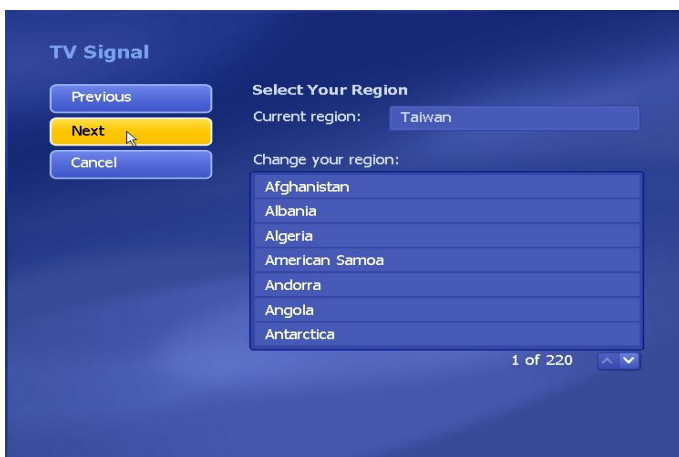 TV Signal
Previous
Next
Cancel
Select Your Region
Current region: Taiwan
Change your region:
Afghanistan
Albania
Algeria
American Samoa
Andorra
Angola
Antarctica
1 of 220